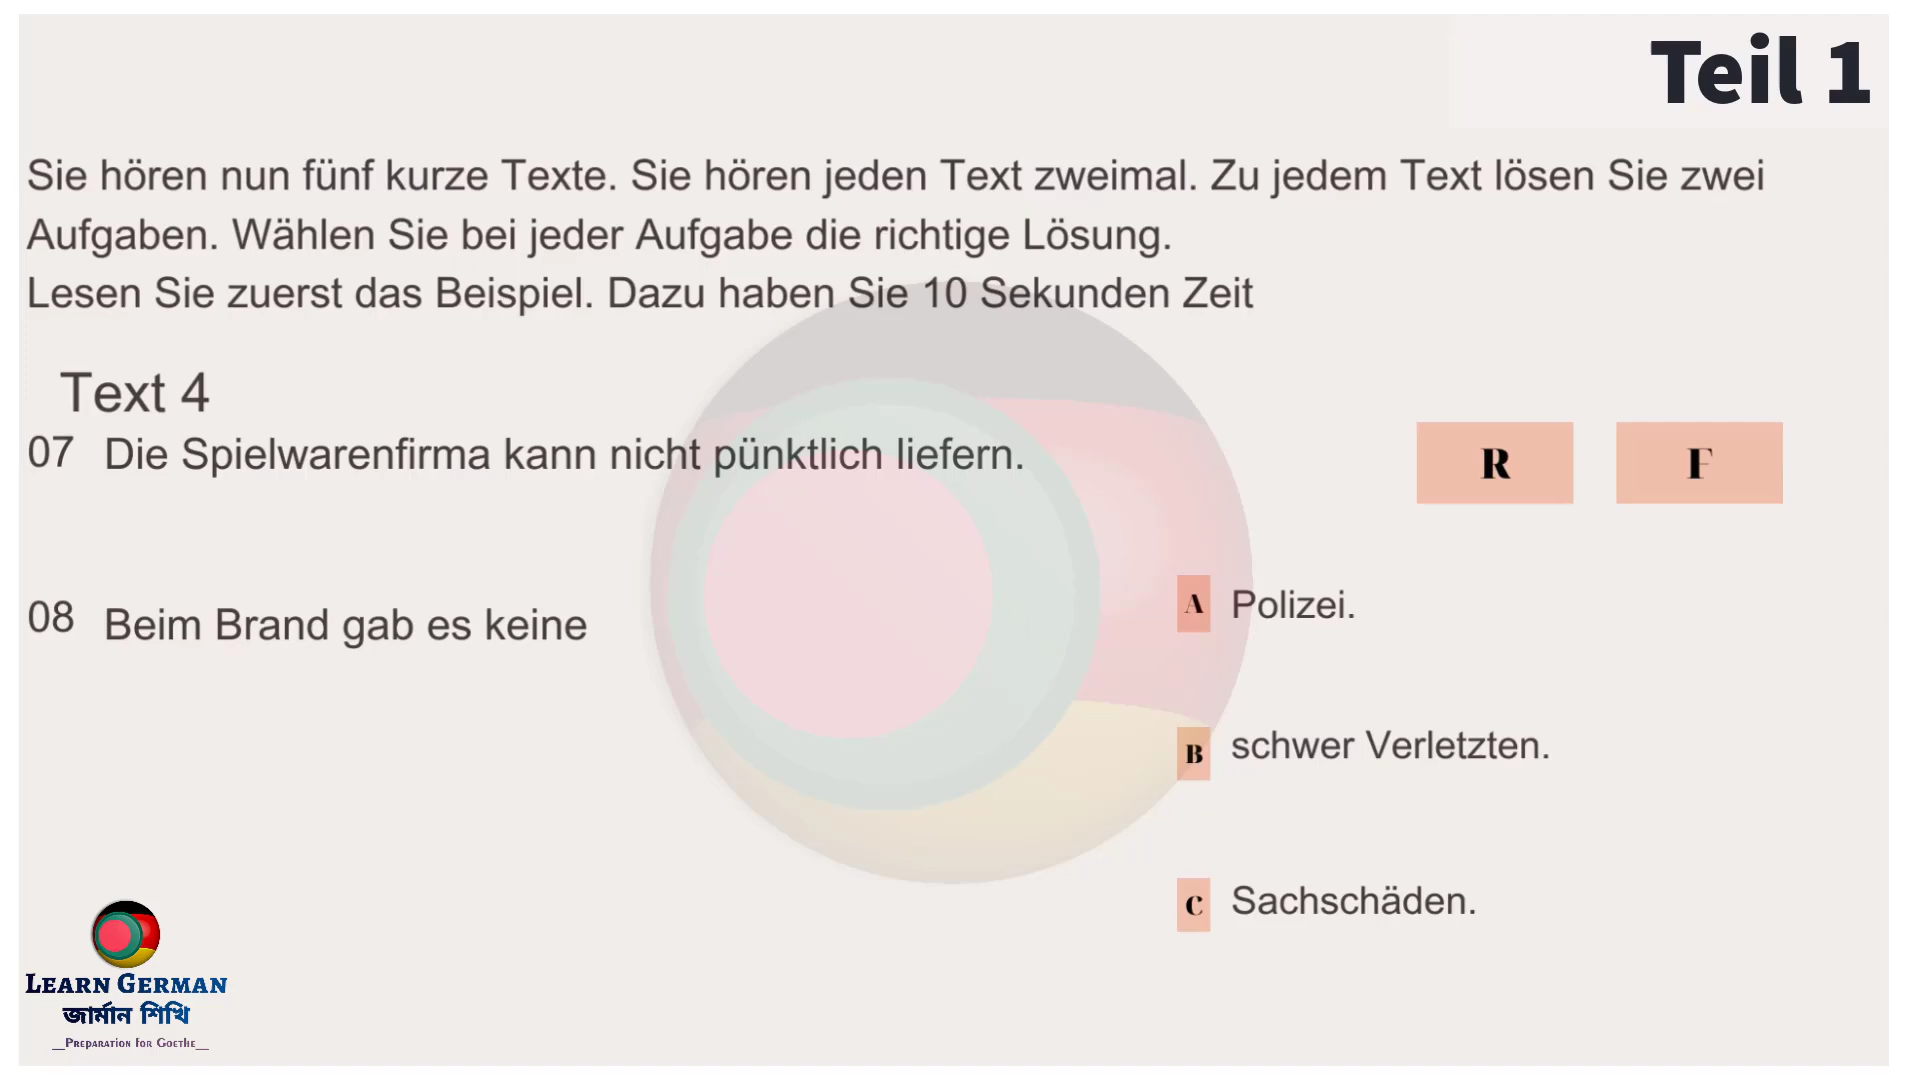 Teil 1
Sie hören nun fünf kurze Texte. Sie hören jeden Text zweimal. Zu jedem Text lösen Sie zwei
Aufgaben. Wählen Sie bei jeder Aufgabe die richtige Lösung.
Lesen Sie zuerst das Beispiel. Dazu haben Sie 10 Sekunden Zeit
Text 4
07 Die Spielwarenfirma kann nicht pünktlich liefern. R F
08 Beim Brand gab es keine
A Polizei.
B schwer Verletzten.
C Sachschäden.
LEARN GERMAN
জার্মান শিখি
__Preparation for Goethe__